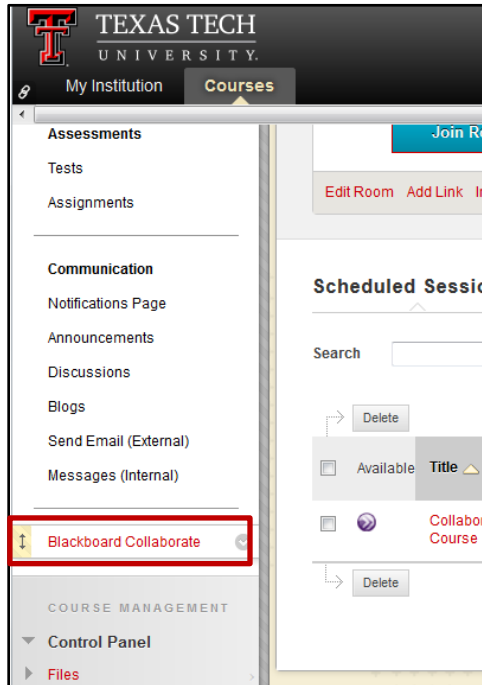 TEXAS TECH
UNIVERSITY.
My Institution
Courses
Assessments
Tests
Assignments
Communication
Notifications Page
Announcements
Discussions
Blogs
Send Email (External)
Messages (Internal)
Blackboard Collaborate
COURSE MANAGEMENT
Control Panel
Files
Join
Edit Room Add Link
Scheduled
Search
Delete
Available Title
Course
Delete